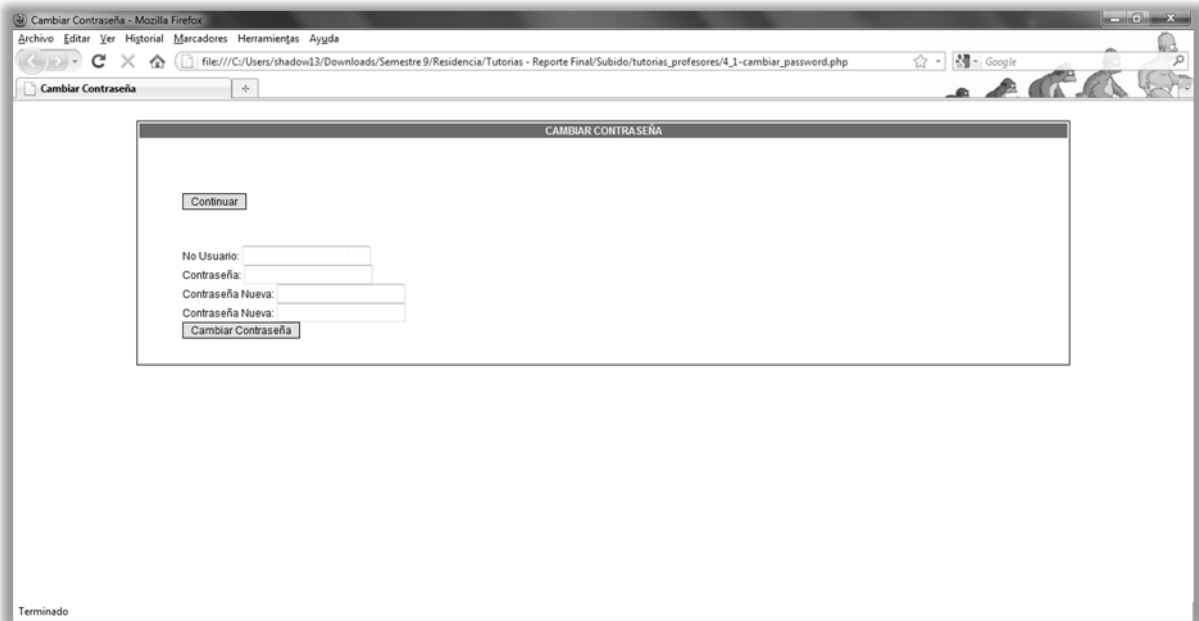 Cambiar Contraseña - Mozilla Firefox
Archivo Editar Ver Historial Marcadores Herramientas Ayuda
file:///C:/Users/shadow13/Downloads/Semestre 9/Residencia/Tutorias - Reporte Final/Subido/tutorias_profesores/4_1-cambiar_password.php
Google
Cambiar Contraseña
CAMBIAR CONTRASEÑA
Continuar
No Usuario:
Contraseña:
Contraseña Nueva:
Contraseña Nueva:
Cambiar Contraseña
Terminado